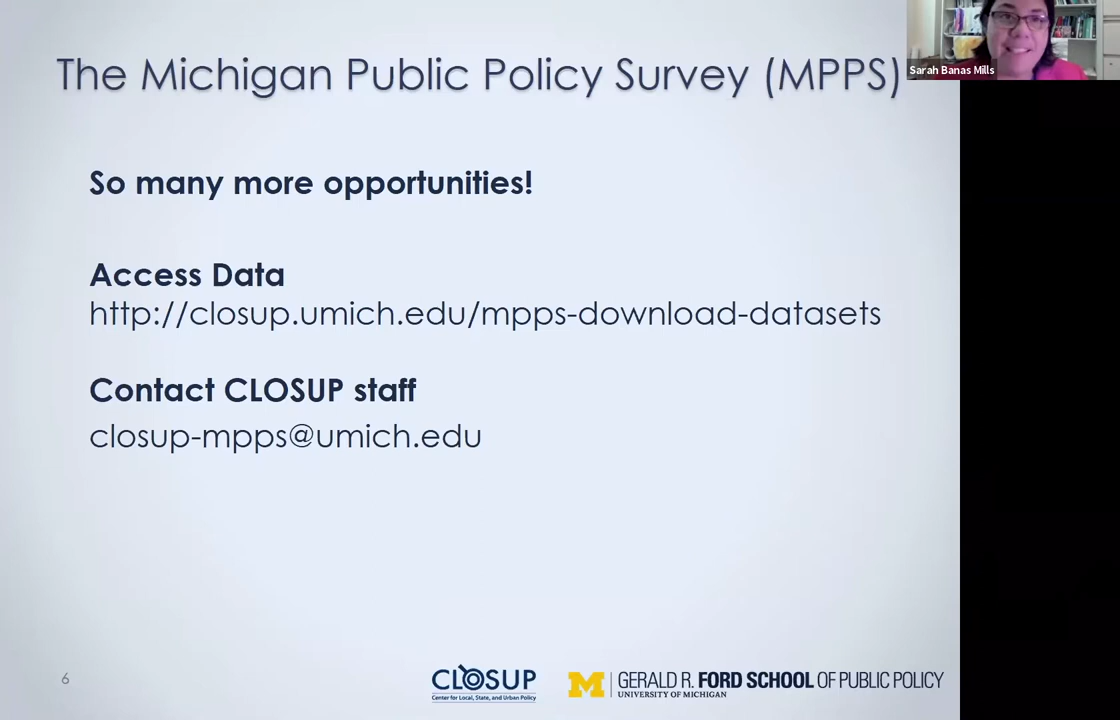 The Michigan Public Policy Survey (MPPS)
Sarah Banas Mills
So many more opportunities!
Access Data
http://closup.umich.edu/mpps-download-datasets
Contact CLOSUP staff
closup-mpps@umich.edu
6
CLOSUP
Center for Local, State, and Urban Policy
M
GERALD R. FORD SCHOOL OF PUBLIC POLICY
UNIVERSITY OF MICHIGAN